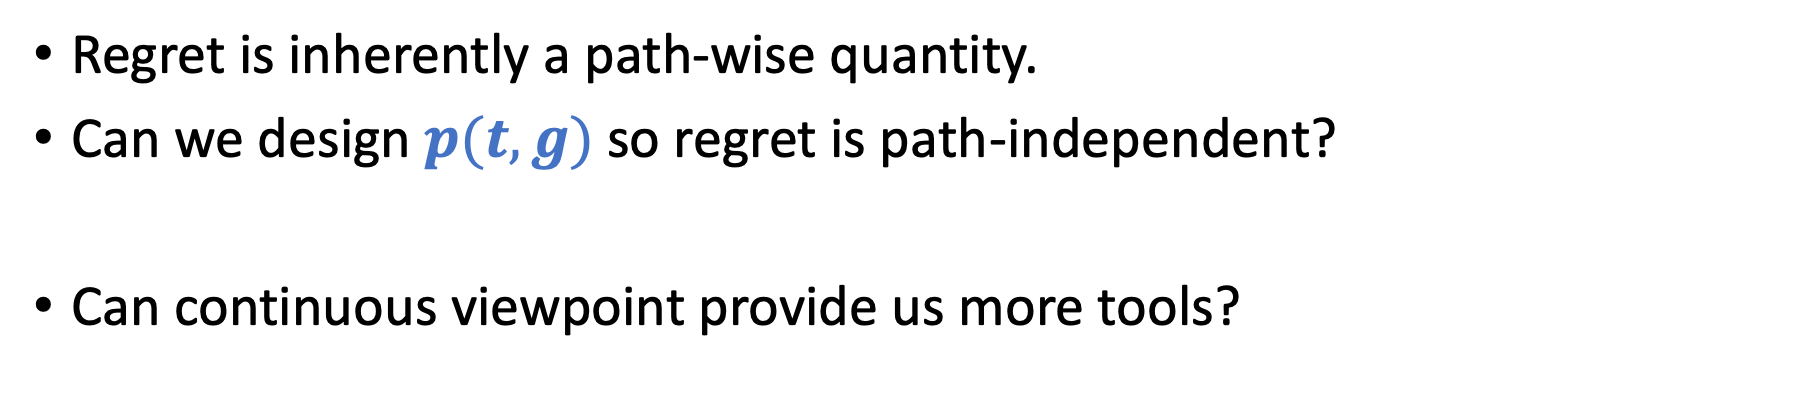 • Regret is inherently a path-wise quantity.
• Can we design p(t, g) so regret is path-independent?
• Can continuous viewpoint provide us more tools?